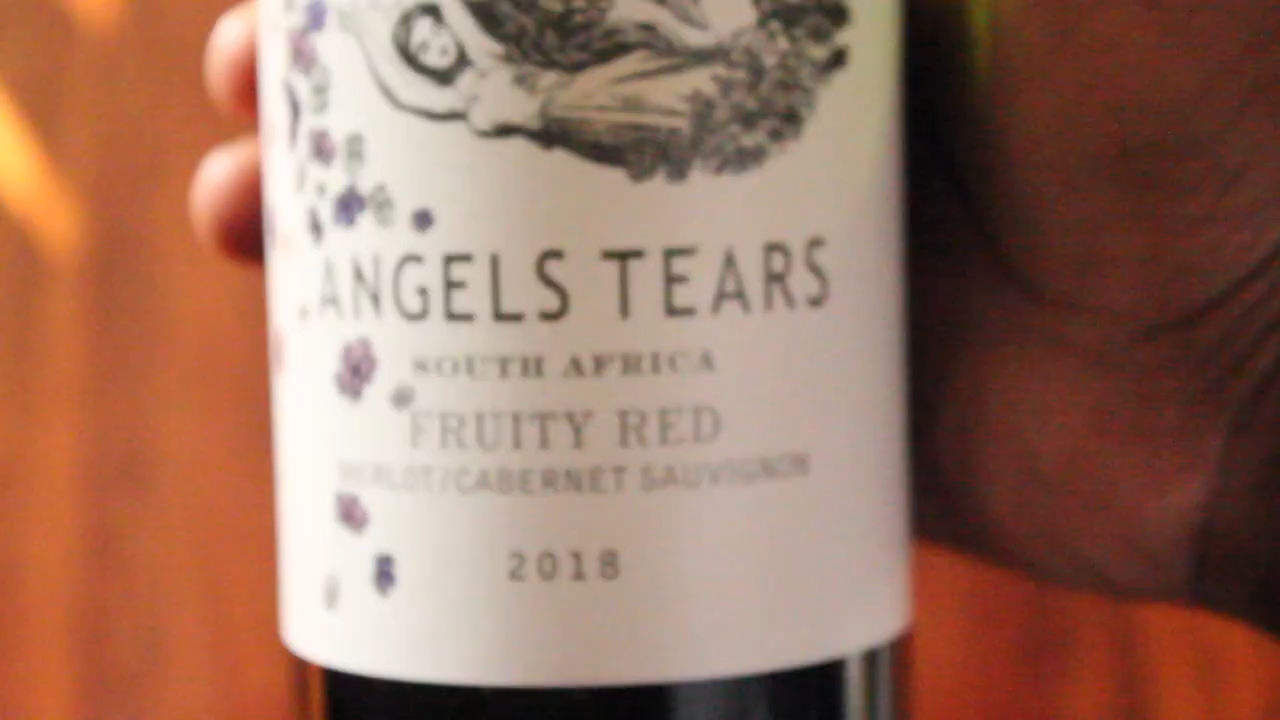 ANGELS TEARS
SOUTH AFRICA
FRUITY RED
MERLOT/CABERNET SAUVIGNON
2018